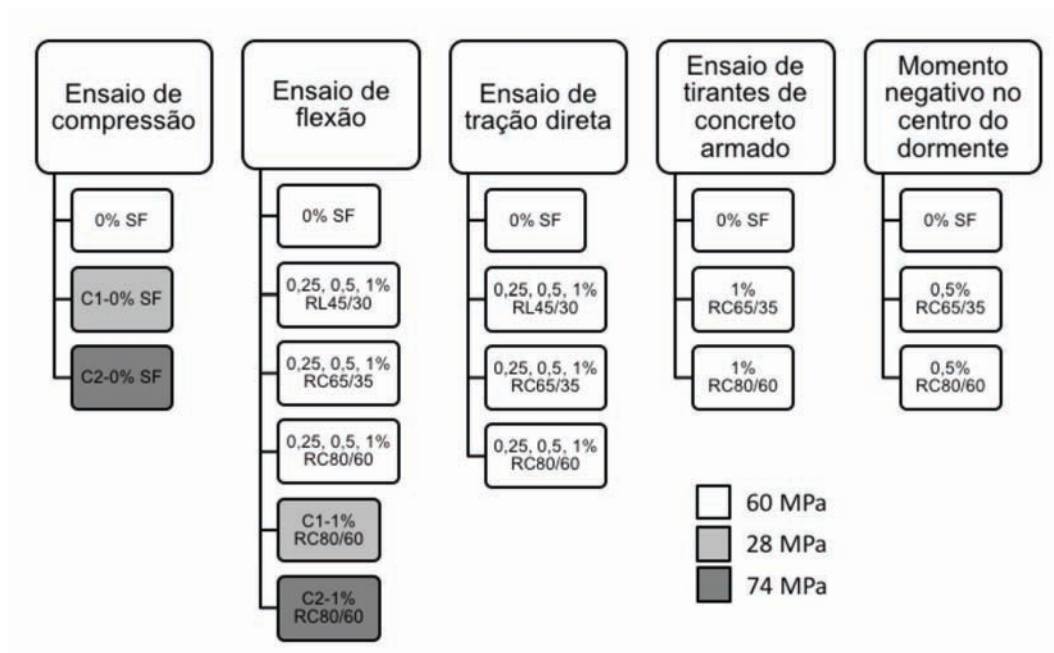 Ensaio de
compressão
0% SF
C1-0% SF
C2-0% SF
Ensaio de
flexão
0% SF
0,25, 0,5, 1%
RL45/30
0,25, 0,5, 1%
RC65/35
0,25, 0,5, 1%
RC80/60
C1-1%
RC80/60
C2-1%
RC80/60
Ensaio de
tração direta
0% SF
0,25, 0,5, 1%
RL45/30
0,25, 0,5, 1%
RC65/35
0,25, 0,5, 1%
RC80/60
Ensaio de
tirantes de
concreto
armado
0% SF
1%
RC65/35
1%
RC80/60
Momento
negativo no
centro do
dormente
0% SF
0,5%
RC65/35
0,5%
RC80/60
60 MPa
28 MPa
74 MPa